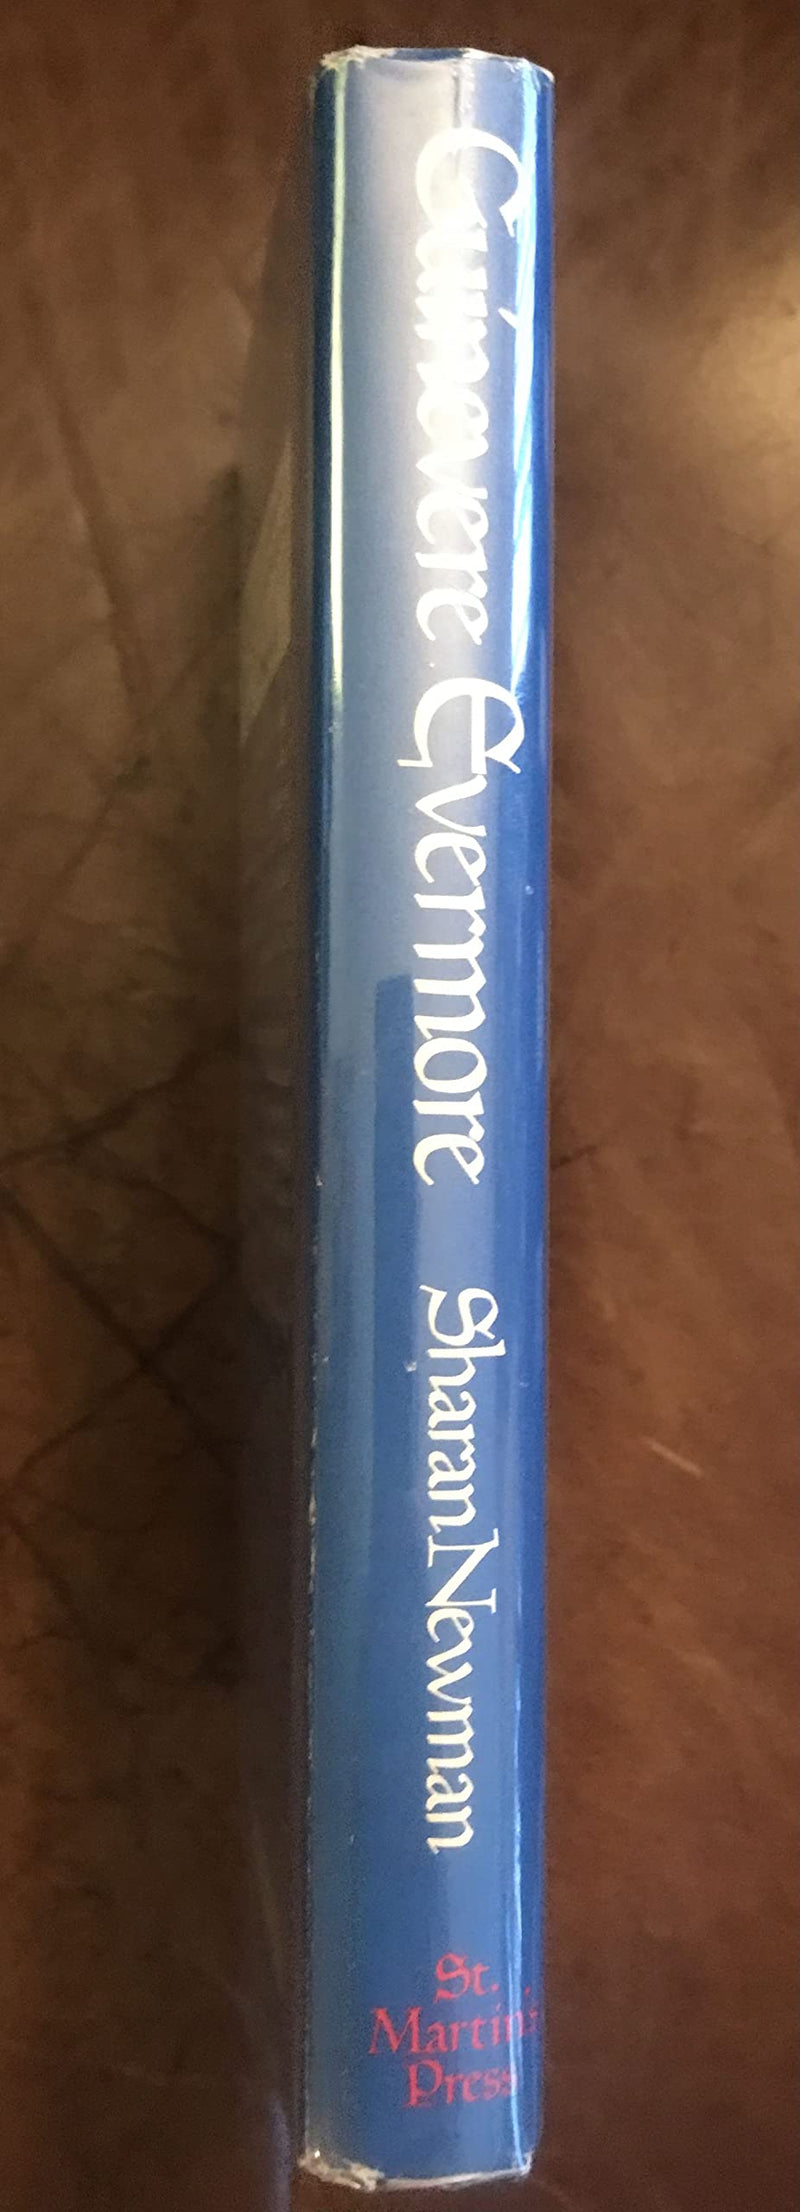 Guinevere Evermore Sharan Newman
St.
Martin's
Press